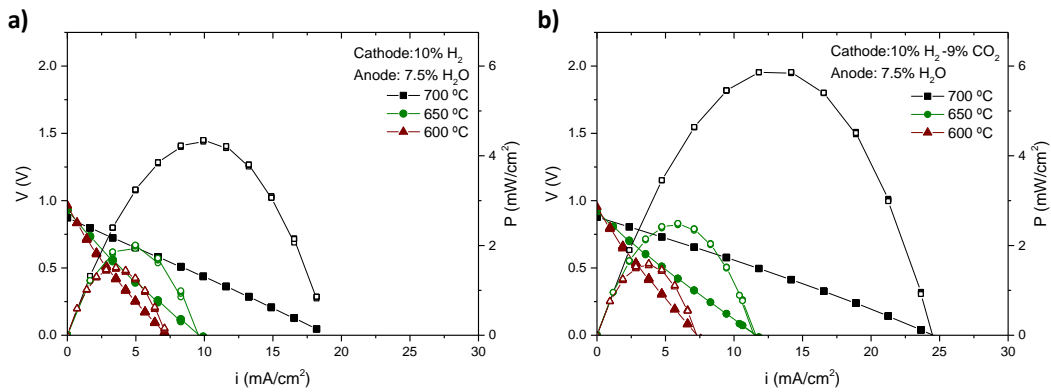 a)
Cathode:10% H₂
Anode: 7.5% H₂O
700 ºC
650 ºC
600 ºC
V (V)
2.0
1.5
1.0
0.5
0.0
P (mW/cm²)
6
4
2
0
0 5 10 15 20 25 30
i (mA/cm²)
b)
Cathode:10% H₂-9% CO₂
Anode: 7.5% H₂O
700 ºC
650 ºC
600 ºC
V (V)
2.0
1.5
1.0
0.5
0.0
P (mW/cm²)
6
4
2
0
0 5 10 15 20 25 30
i (mA/cm²)